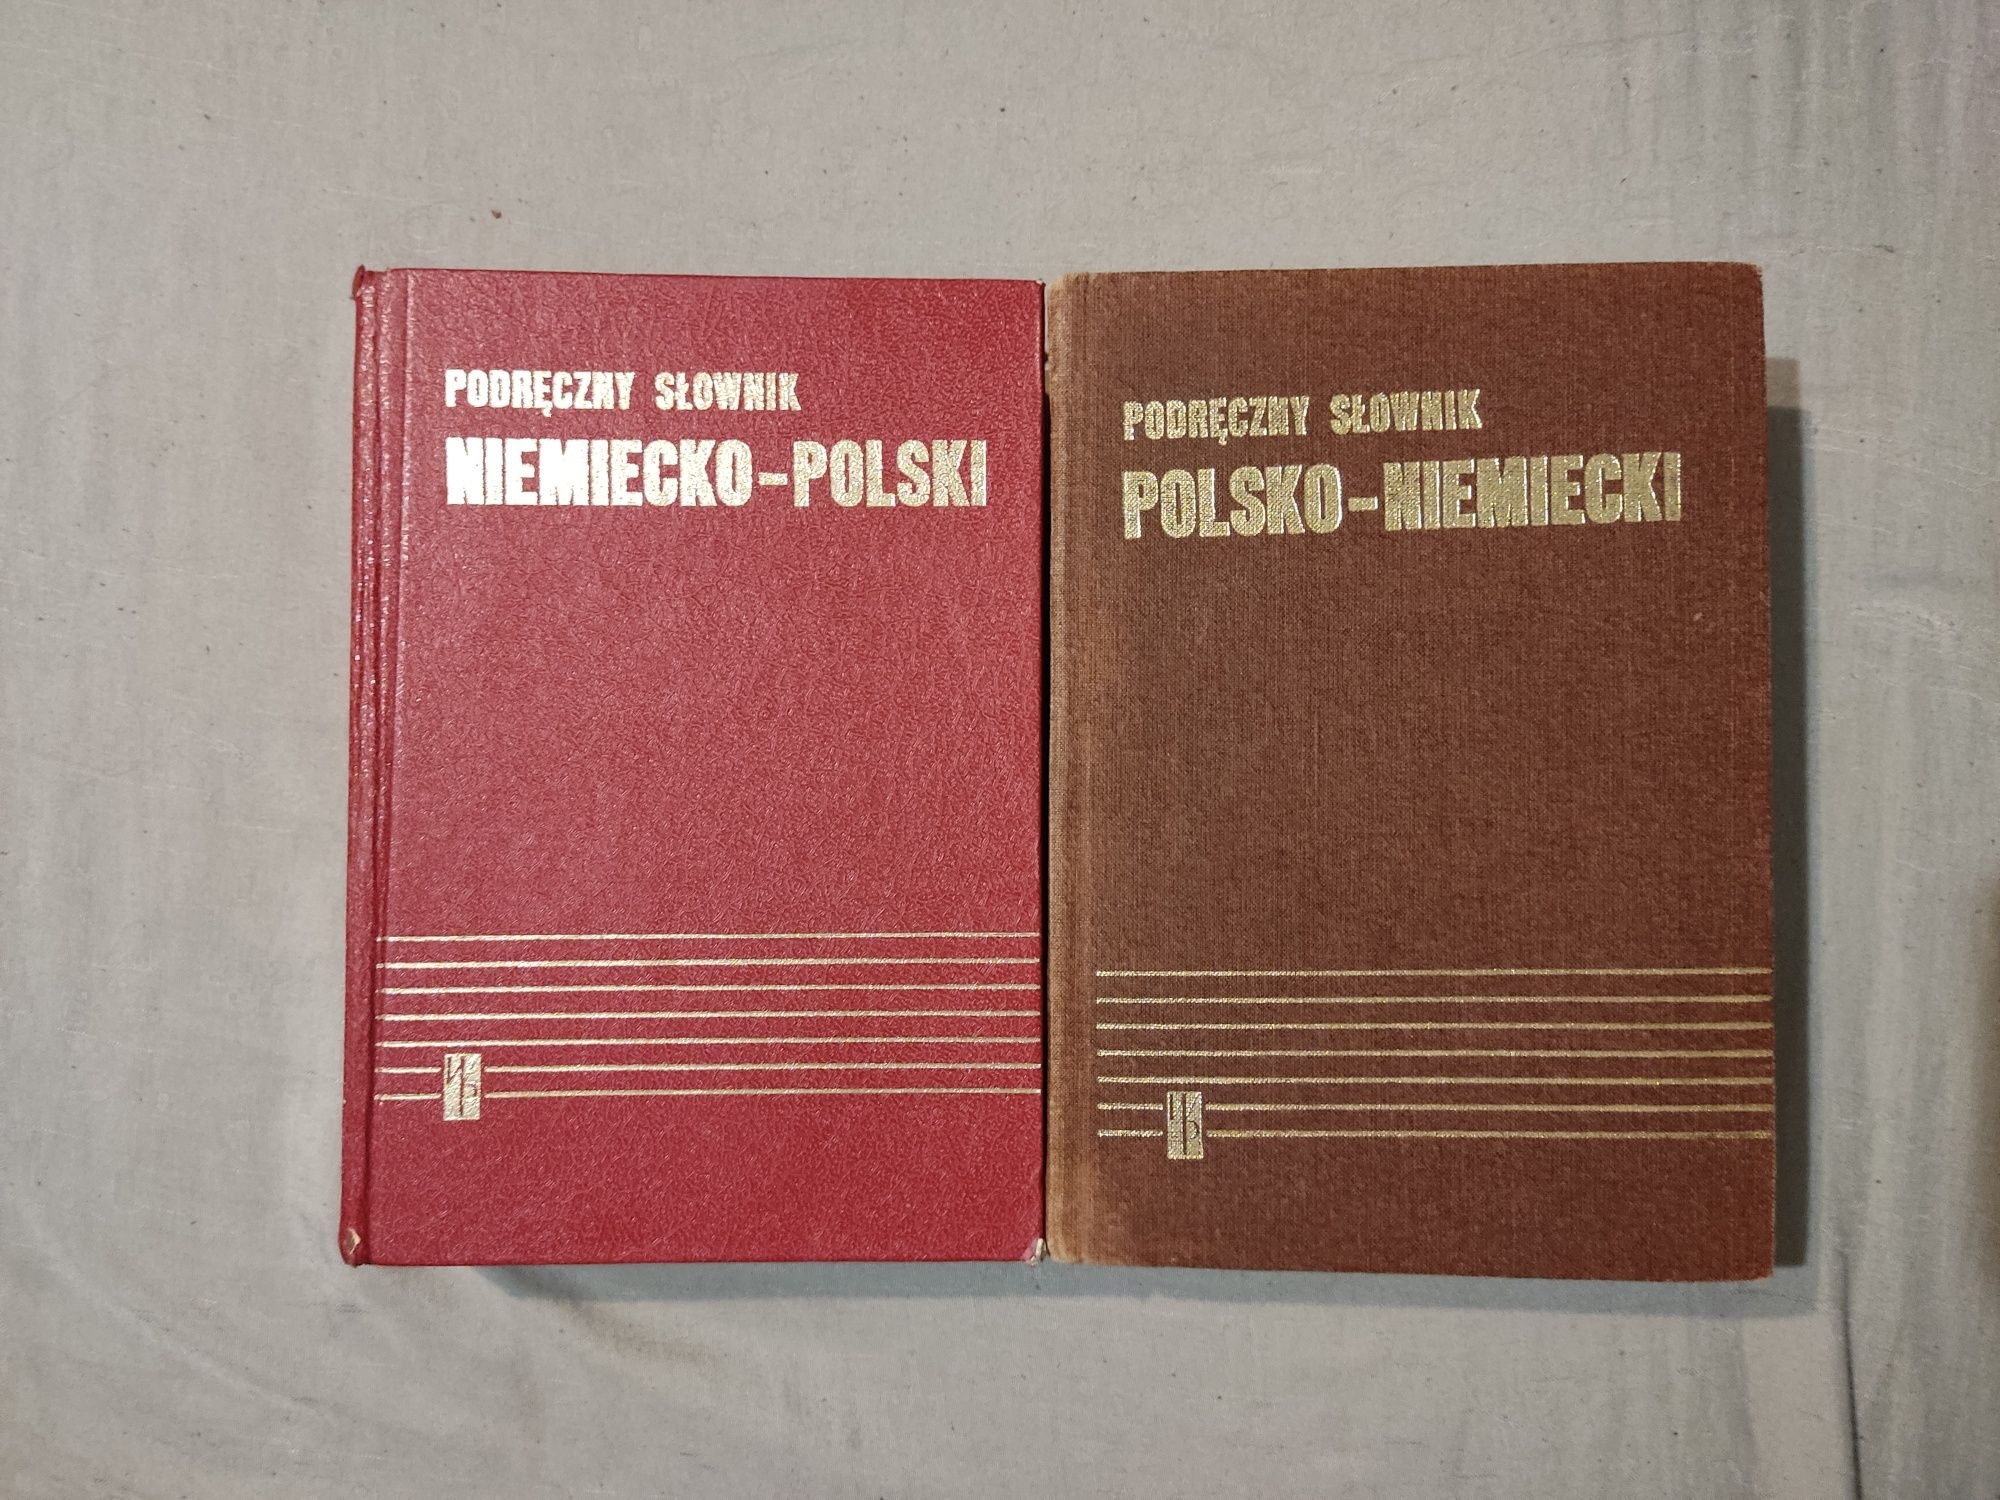 PODRĘCZNY SŁOWNIK
NIEMIECKO-POLSKI
PODRĘCZNY SŁOWNIK
POLSKO-NIEMIECKI